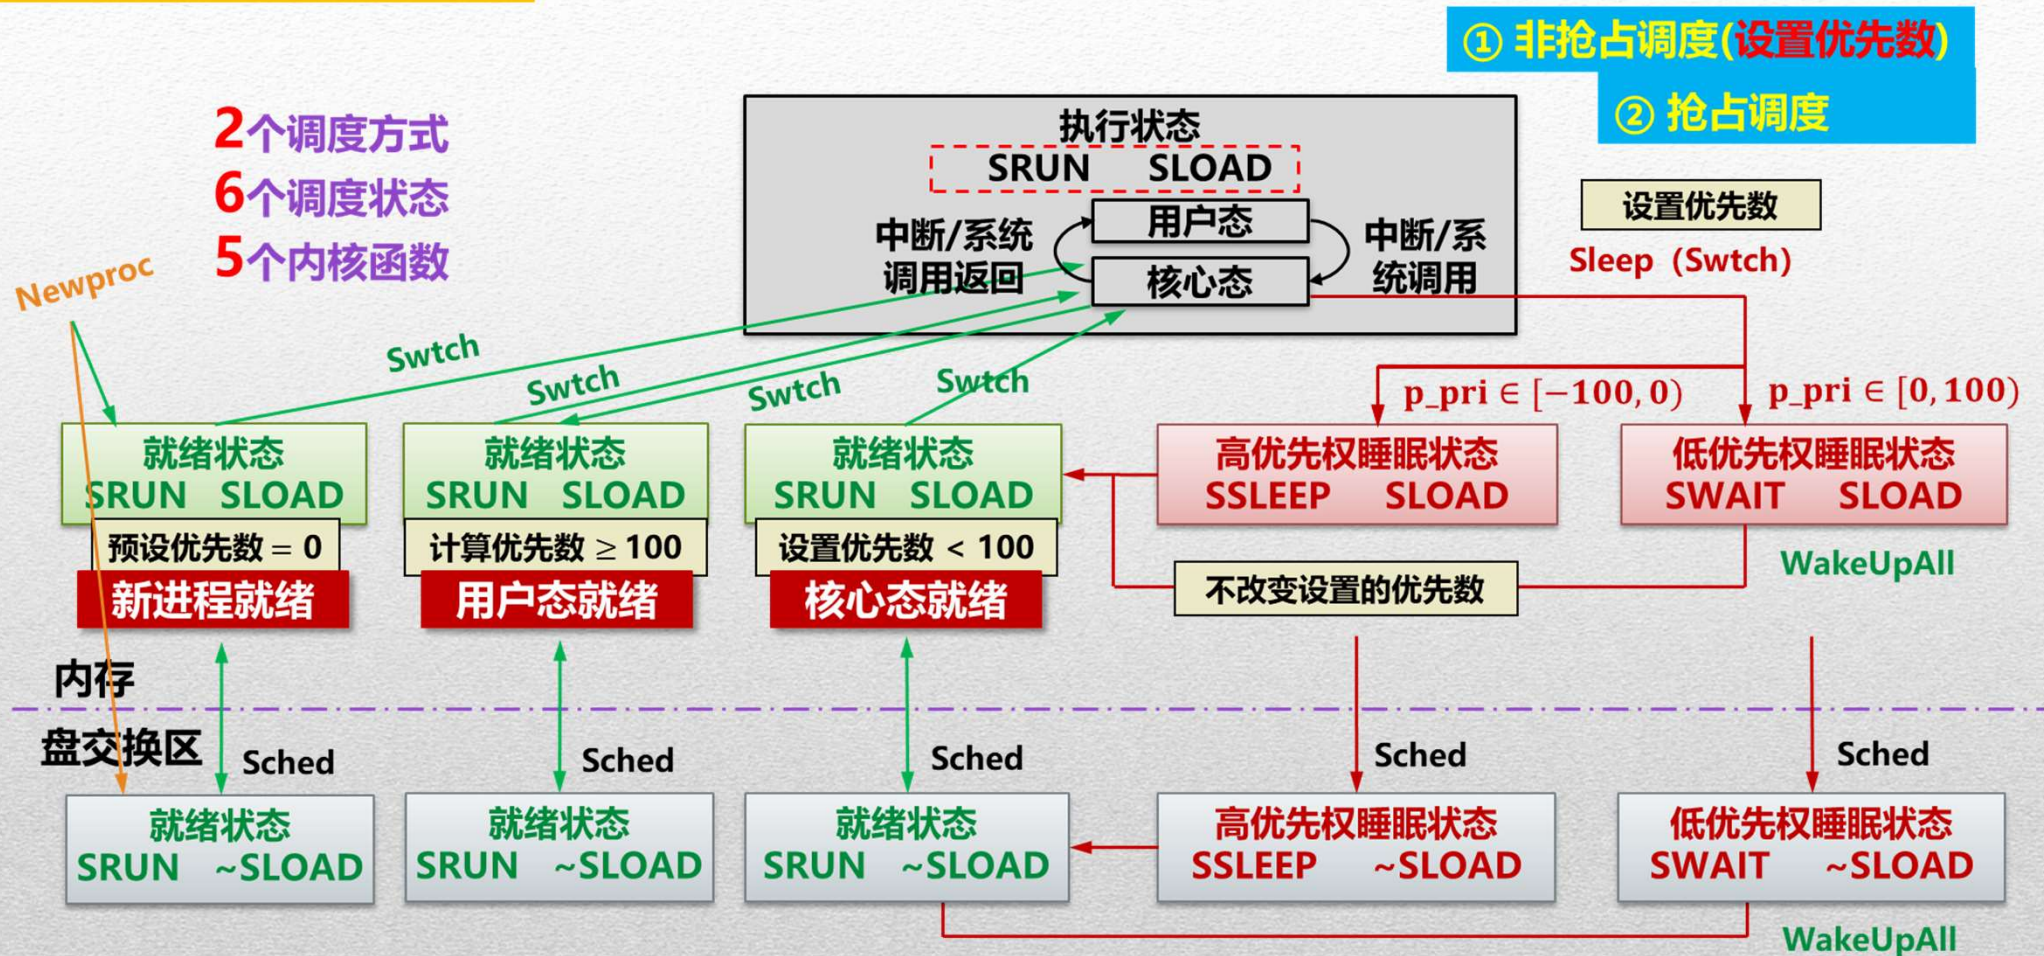 ① 非抢占调度(设置优先数)
② 抢占调度
2个调度方式
6个调度状态
5个内核函数
执行状态
SRUN SLOAD
用户态
核心态
中断/系统
调用返回
中断/系
统调用
设置优先数
Sleep（Swtch）
Newproc
Swtch
Swtch
Swtch
Swtch
p_pri ∈ [−100, 0)
p_pri ∈ [0, 100)
就绪状态
SRUN SLOAD
预设优先数 = 0
新进程就绪
就绪状态
SRUN SLOAD
计算优先数 ≥ 100
用户态就绪
就绪状态
SRUN SLOAD
设置优先数 < 100
核心态就绪
高优先权睡眠状态
SSLEEP SLOAD
低优先权睡眠状态
SWAIT SLOAD
不改变设置的优先数
WakeUpAll
内存
盘交换区
Sched
Sched
Sched
Sched
Sched
就绪状态
SRUN ~SLOAD
就绪状态
SRUN ~SLOAD
就绪状态
SRUN ~SLOAD
高优先权睡眠状态
SSLEEP ~SLOAD
低优先权睡眠状态
SWAIT ~SLOAD
WakeUpAll